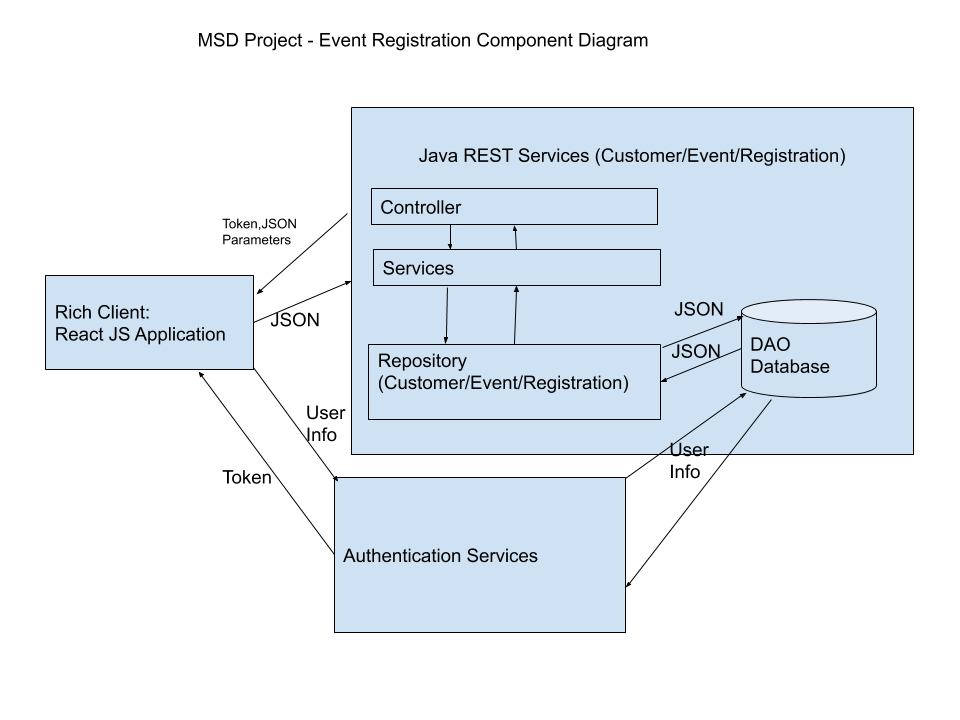 MSD Project - Event Registration Component Diagram
Java REST Services (Customer/Event/Registration)
Controller
Token,JSON
Parameters
Services
Rich Client:
React JS Application
JSON
JSON
JSON
Repository
(Customer/Event/Registration)
DAO
Database
User
Info
User
Info
Token
Authentication Services